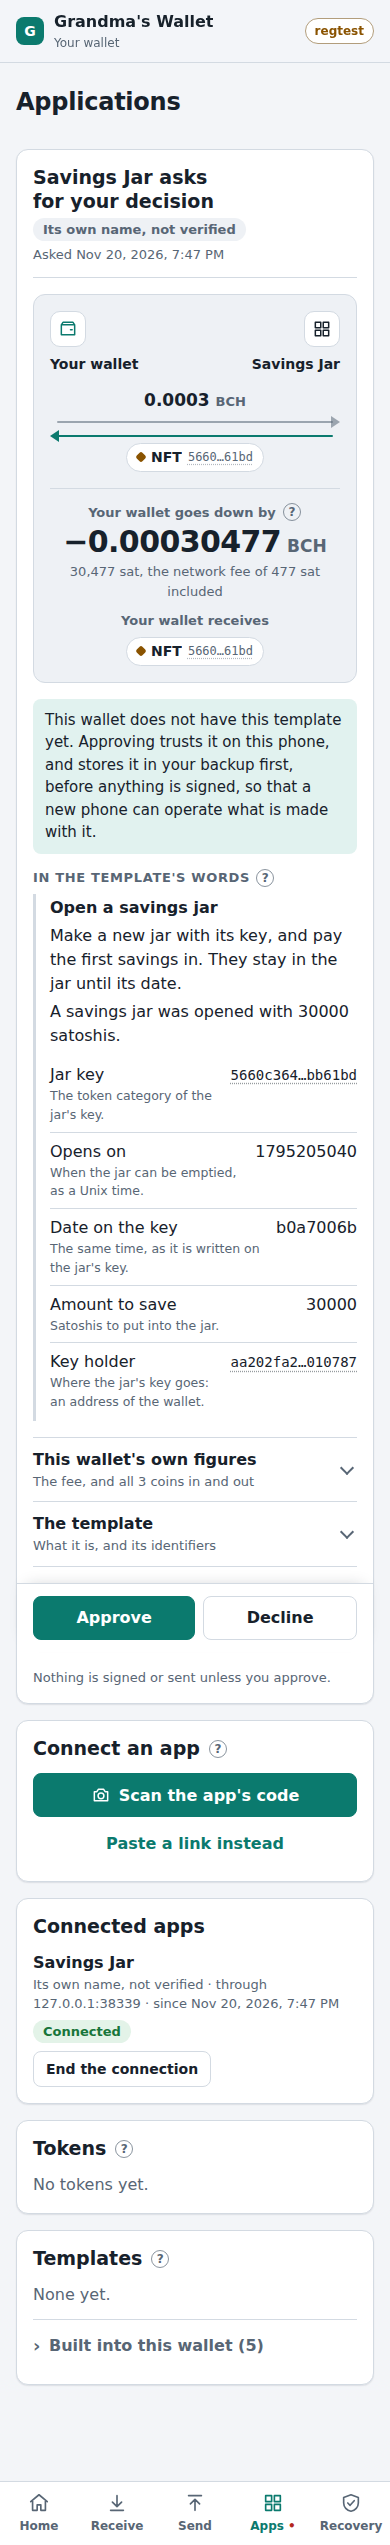 G
Grandma's Wallet
Your wallet
regtest
Applications
Savings Jar asks
for your decision
Its own name, not verified
Asked Nov 20, 2026, 7:47 PM
Your wallet
Savings Jar
0.0003 BCH
NFT 5660…61bd
Your wallet goes down by ?
−0.00030477 BCH
30,477 sat, the network fee of 477 sat
included
Your wallet receives
NFT 5660…61bd
This wallet does not have this template
yet. Approving trusts it on this phone,
and stores it in your backup first,
before anything is signed, so that a
new phone can operate what is made
with it.
IN THE TEMPLATE'S WORDS ?
Open a savings jar
Make a new jar with its key, and pay
the first savings in. They stay in the
jar until its date.
A savings jar was opened with 30000
satoshis.
Jar key 5660c364…bb61bd
The token category of the
jar's key.
Opens on 1795205040
When the jar can be emptied,
as a Unix time.
Date on the key b0a7006b
The same time, as it is written on
the jar's key.
Amount to save 30000
Satoshis to put into the jar.
Key holder aa202fa2…010787
Where the jar's key goes:
an address of the wallet.
This wallet's own figures
The fee, and all 3 coins in and out
The template
What it is, and its identifiers
Approve
Decline
Nothing is signed or sent unless you approve.
Connect an app ?
Scan the app's code
Paste a link instead
Connected apps
Savings Jar
Its own name, not verified · through
127.0.0.1:38339 · since Nov 20, 2026, 7:47 PM
Connected
End the connection
Tokens ?
No tokens yet.
Templates ?
None yet.
› Built into this wallet (5)
Home
Receive
Send
Apps •
Recovery